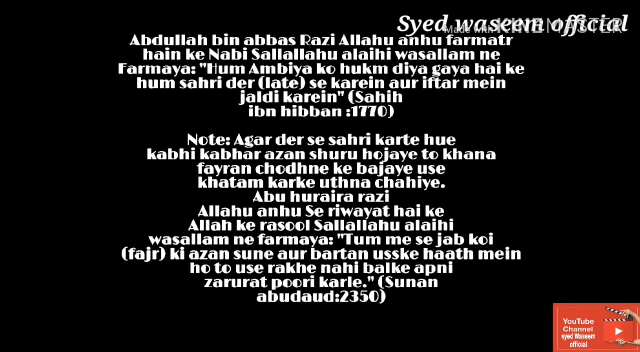 Syed waseem official
Made with KINEMASTER
Abdullah bin abbas Razi Allahu anhu farmatr
hain ke Nabi Sallallahu alaihi wasallam ne
Farmaya: "Hum Ambiya ko hukm diya gaya hai ke
hum sahri der (late) se karein aur iftar mein
jaldi karein" (Sahih
ibn hibban :1770)
Note: Agar der se sahri karte hue
kabhi kabhar azan shuru hojaye to khana
fayran chodhne ke bajaye use
khatam karke uthna chahiye.
Abu huraira razi
Allahu anhu Se riwayat hai ke
Allah ke rasool Sallallahu alaihi
wasallam ne farmaya: "Tum me se jab koi
(fajr) ki azan sune aur bartan usske haath mein
ho to use rakhe nahi balke apni
zarurat poori karle." (Sunan
abudaud:2350)
YouTube
Channel
syed Waseem
official